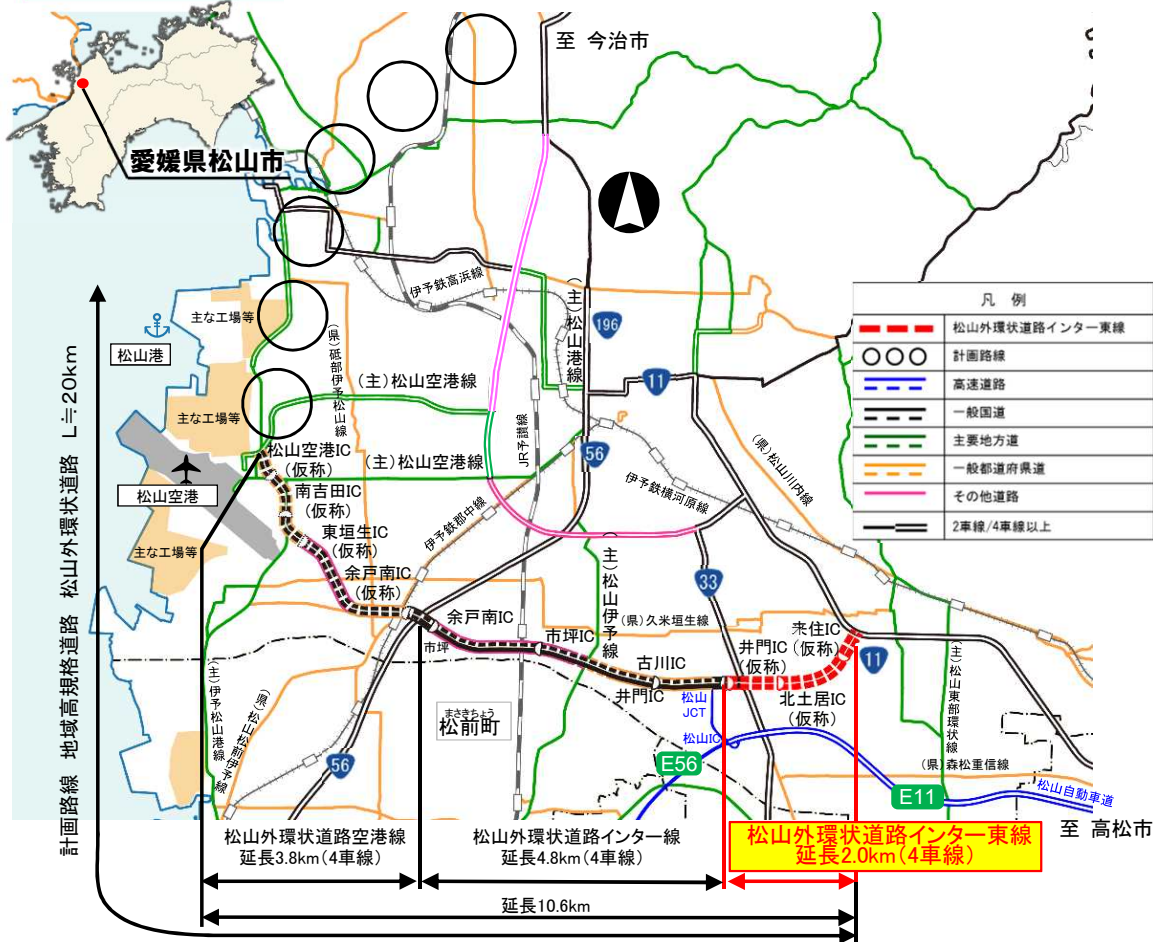 至 今治市
愛媛県松山市
伊予鉄高浜線
(主)松山港線
196
11
主な工場等
松山港
(県)砥部伊予松山線
(主)松山空港線
主な工場等
JR予讃線
(主)松山空港線
56
伊予鉄横河原線
(県)松山川内線
松山空港IC
(仮称)
松山空港
南吉田IC
(仮称)
伊予鉄郡中線
東垣生IC
(仮称)
主な工場等
余戸南IC
(仮称)
(主)松山伊予線
33
余戸南IC
市坪
市坪IC
(県)久米垣生線
古川IC
井門IC
井門IC
(仮称)
来住IC
(仮称)
11
北土居IC
(仮称)
松山
JCT
松山IC
(主)松山東部環状線
(主)伊予松山港線
(県)松山松前伊予線
まさきちょう
松前町
56
E56
(県)森松重信線
E11
松山自動車道
至 高松市
凡 例
松山外環状道路インター東線
計画路線
高速道路
一般国道
主要地方道
一般都道府県道
その他道路
2車線/4車線以上
計画路線 地域高規格道路 松山外環状道路 L≒20km
松山外環状道路空港線
延長3.8km(4車線)
松山外環状道路インター線
延長4.8km(4車線)
松山外環状道路インター東線
延長2.0km(4車線)
延長10.6km